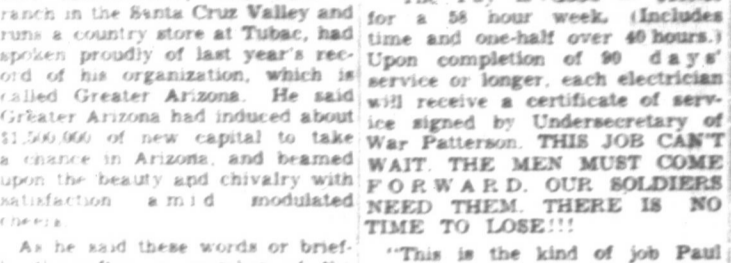 ranch in the Santa Cruz Valley and
runs a country store at Tubac, had
spoken proudly of last year's rec-
ord of his organization, which is
called Greater Arizona. He said
Greater Arizona had induced about
$1,500,000 of new capital to take
a chance in Arizona, and beamed
upon the beauty and chivalry with
satisfaction amid modulated
cheers.
As he said these words or brief-
for a 58 hour week. (Includes
time and one-half over 40 hours.)
Upon completion of 90 days'
service or longer, each electrician
will receive a certificate of serv-
ice signed by Undersecretary of
War Patterson. THIS JOB CAN'T
WAIT. THE MEN MUST COME
FORWARD. OUR SOLDIERS
NEED THEM. THERE IS NO
TIME TO LOSE!!!
"This is the kind of job Paul